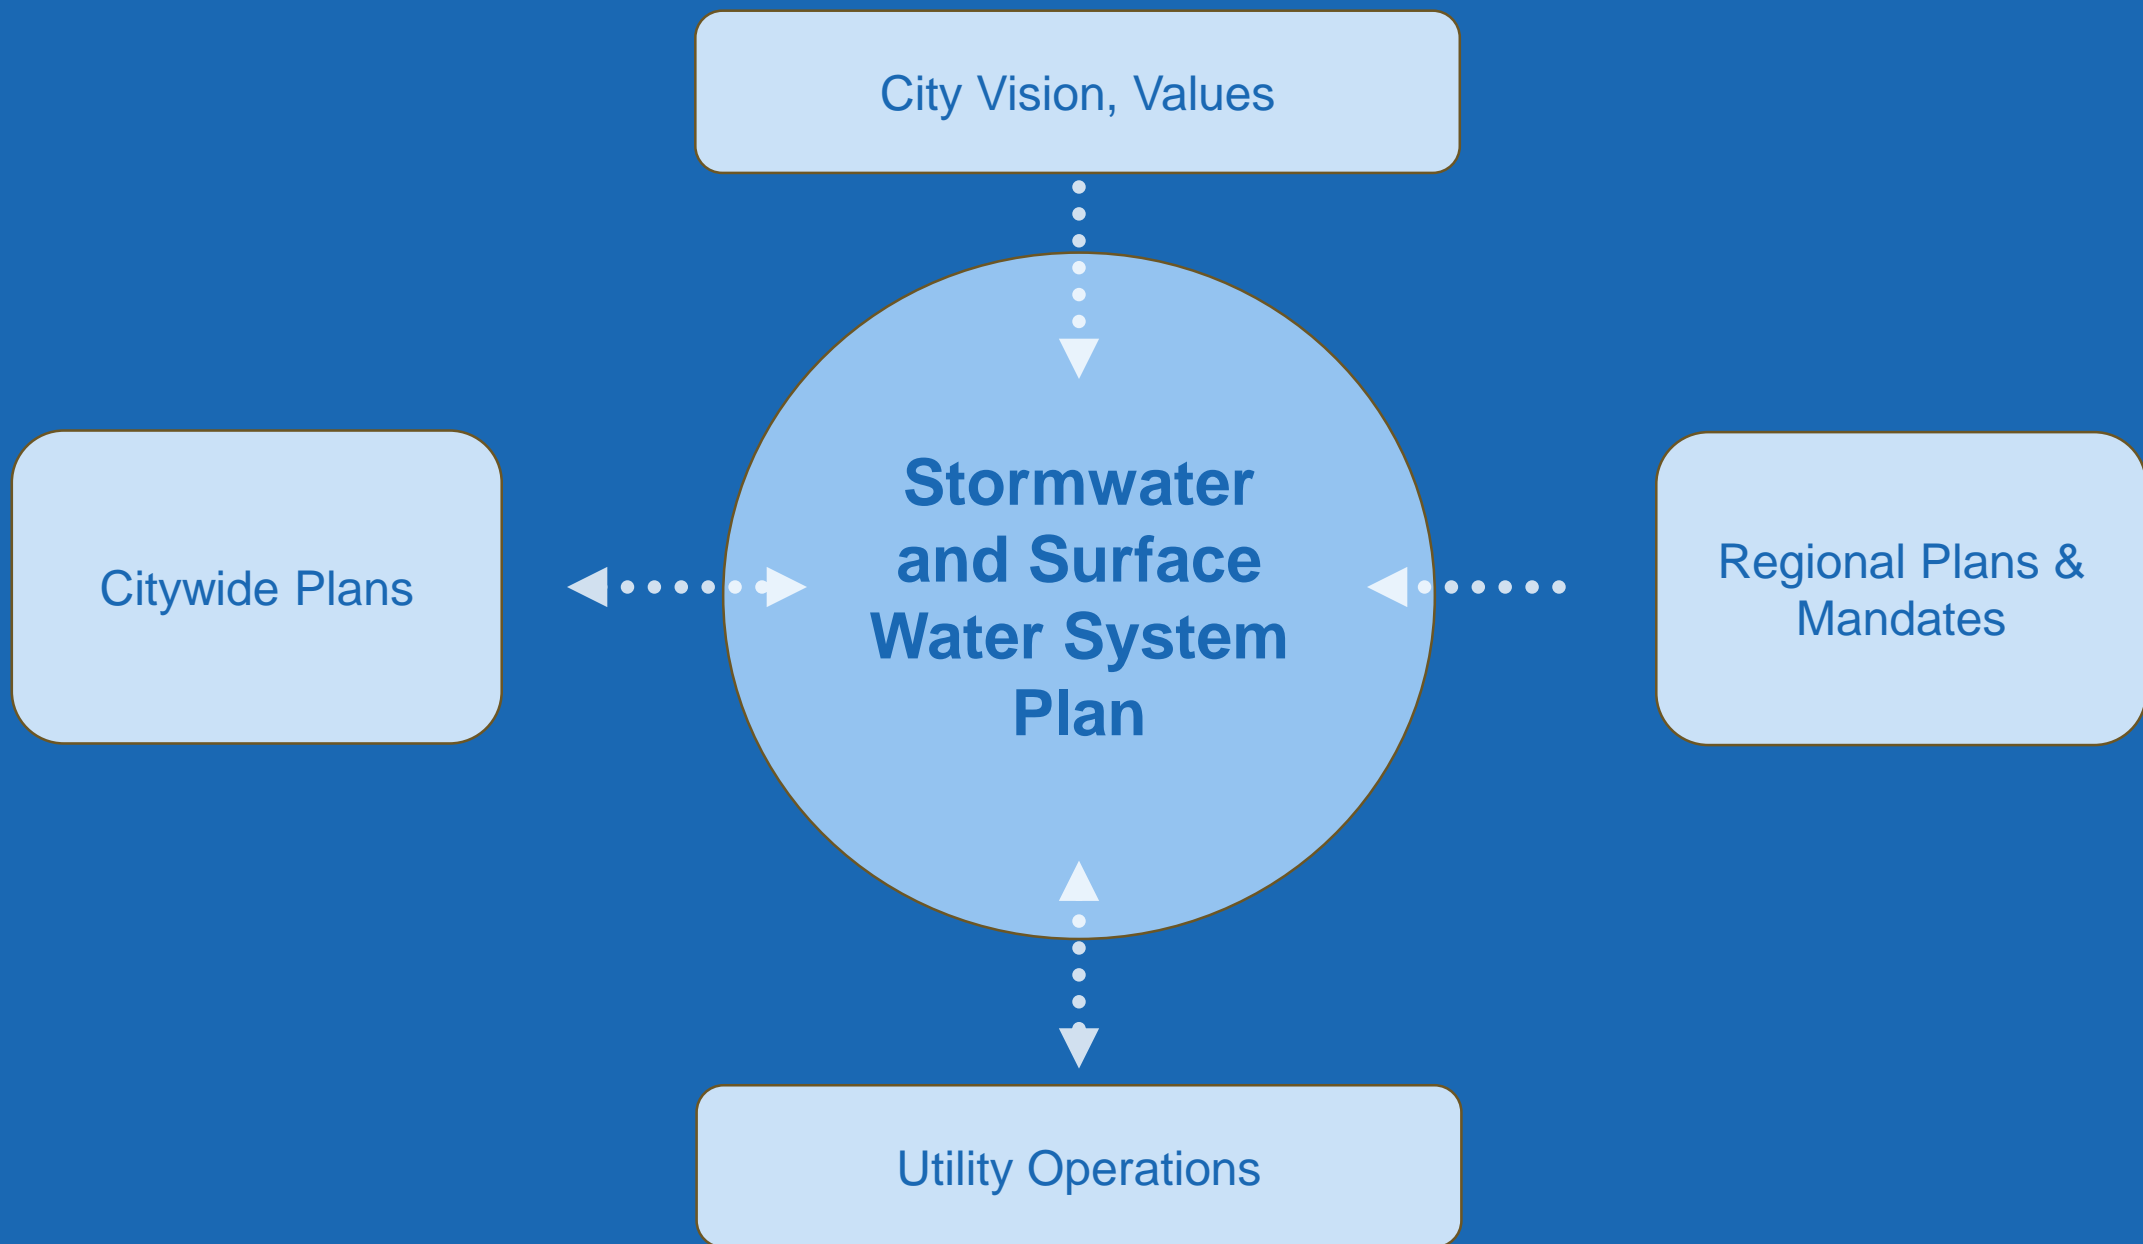 City Vision, Values
Citywide Plans
Stormwater
and Surface
Water System
Plan
Regional Plans &
Mandates
Utility Operations